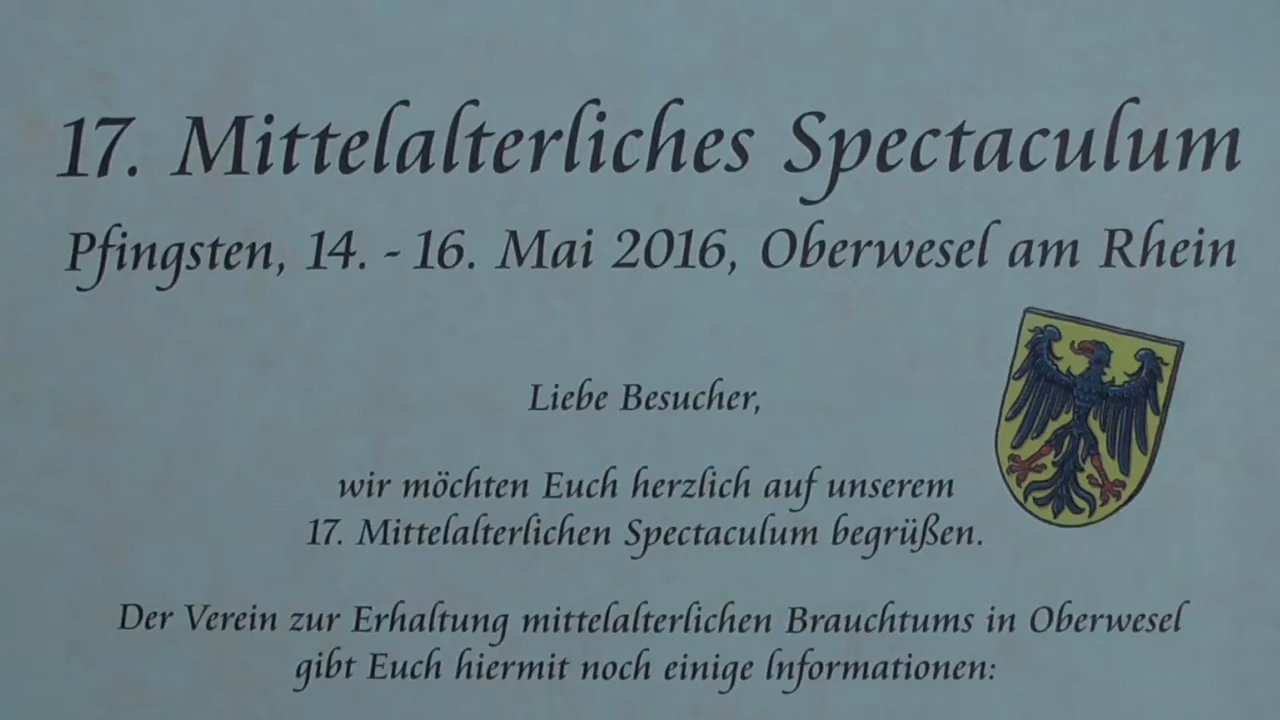 17. Mittelalterliches Spectaculum
Pfingsten, 14. - 16. Mai 2016, Oberwesel am Rhein
Liebe Besucher,
wir möchten Euch herzlich auf unserem
17. Mittelalterlichen Spectaculum begrüßen.
Der Verein zur Erhaltung mittelalterlichen Brauchtums in Oberwesel
gibt Euch hiermit noch einige Informationen: